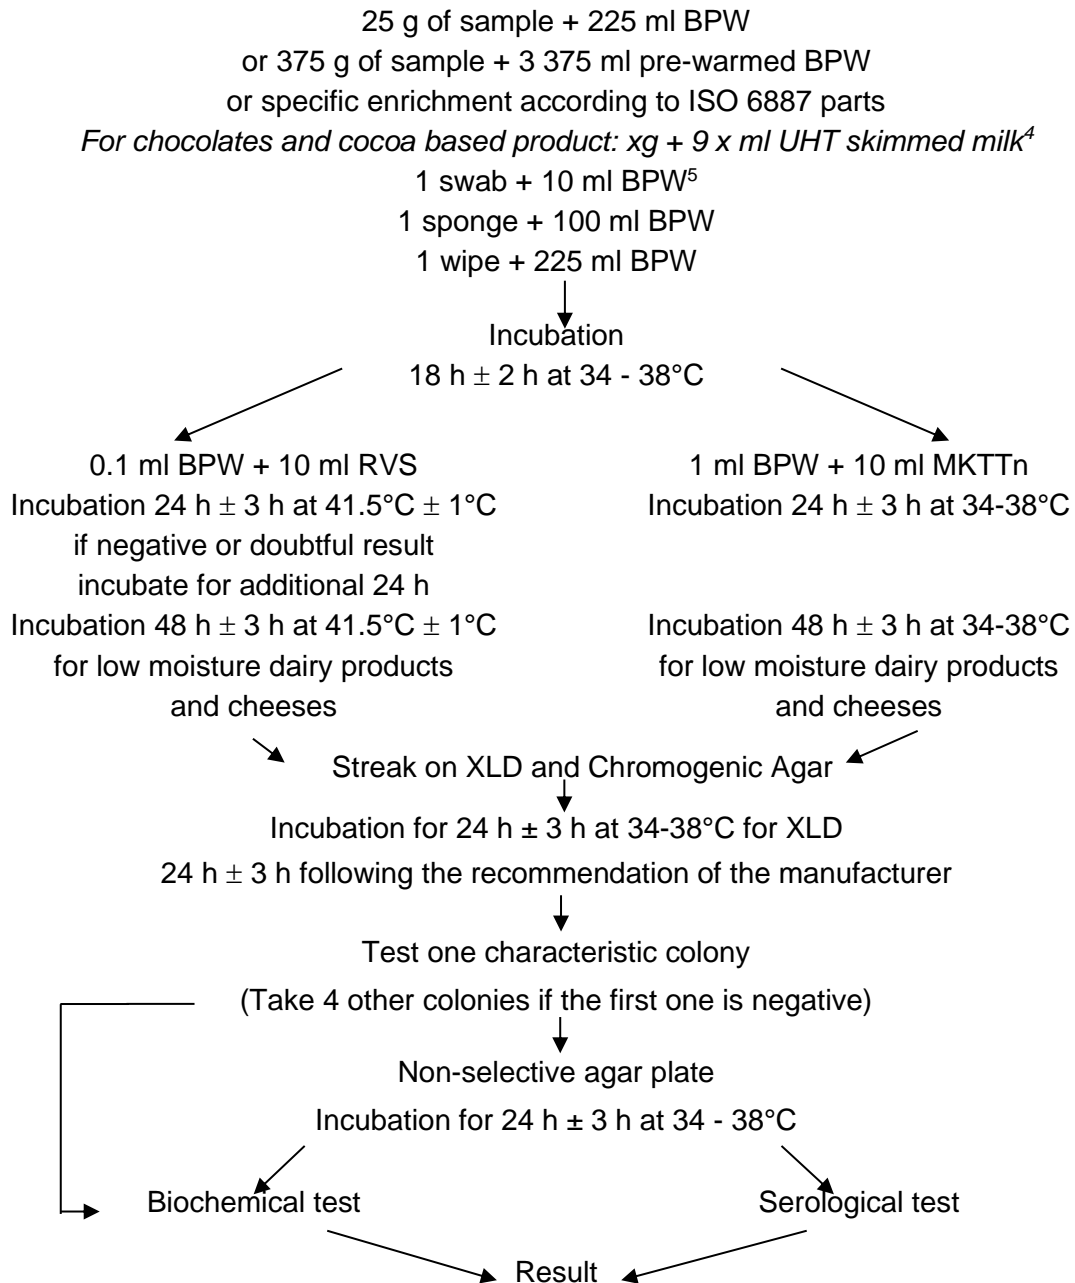 25 g of sample + 225 ml BPW
or 375 g of sample + 3 375 ml pre-warmed BPW
or specific enrichment according to ISO 6887 parts
For chocolates and cocoa based product: xg + 9 x ml UHT skimmed milk⁴
1 swab + 10 ml BPW⁵
1 sponge + 100 ml BPW
1 wipe + 225 ml BPW
Incubation
18 h ± 2 h at 34 - 38°C
0.1 ml BPW + 10 ml RVS
Incubation 24 h ± 3 h at 41.5°C ± 1°C
if negative or doubtful result
incubate for additional 24 h
Incubation 48 h ± 3 h at 41.5°C ± 1°C
for low moisture dairy products
and cheeses
1 ml BPW + 10 ml MKTTn
Incubation 24 h ± 3 h at 34-38°C
Incubation 48 h ± 3 h at 34-38°C
for low moisture dairy products
and cheeses
Streak on XLD and Chromogenic Agar
Incubation for 24 h ± 3 h at 34-38°C for XLD
24 h ± 3 h following the recommendation of the manufacturer
Test one characteristic colony
(Take 4 other colonies if the first one is negative)
Non-selective agar plate
Incubation for 24 h ± 3 h at 34 - 38°C
Biochemical test
Serological test
Result